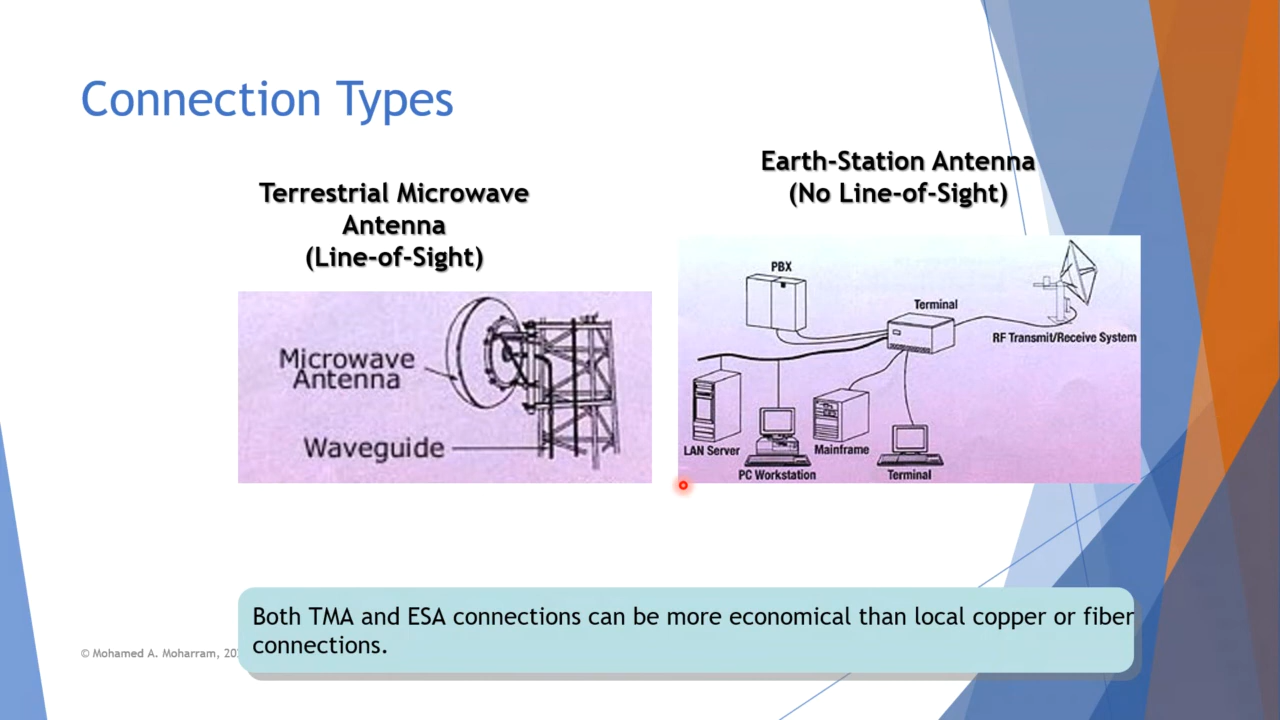 Connection Types
Terrestrial Microwave
Antenna
(Line-of-Sight)
Microwave
Antenna
Waveguide
Earth-Station Antenna
(No Line-of-Sight)
PBX
Terminal
RF Transmit/Receive System
LAN Server
PC Workstation
Mainframe
Terminal
Both TMA and ESA connections can be more economical than local copper or fiber
connections.
© Mohamed A. Moharram, 20